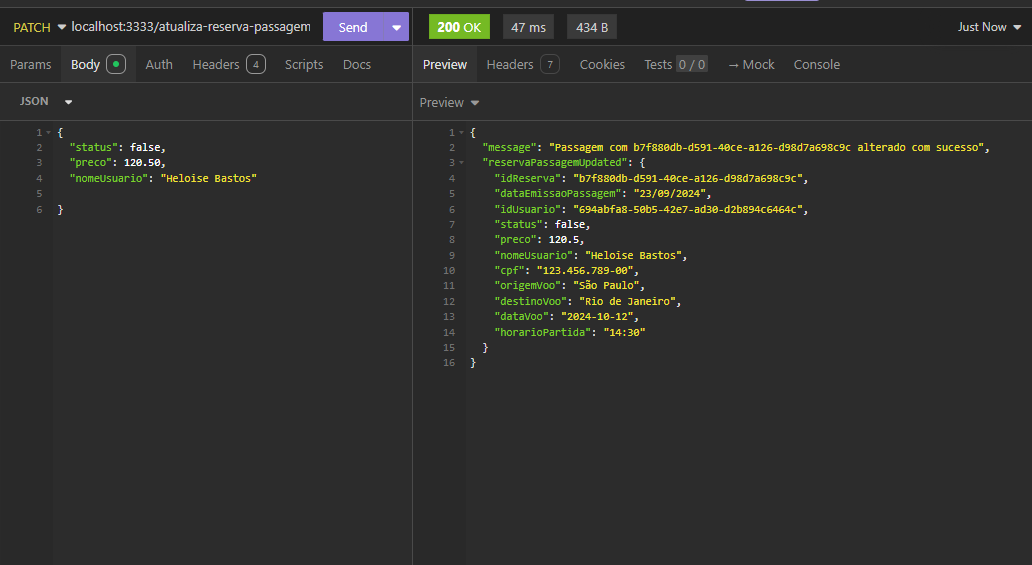 PATCH localhost:3333/atualiza-reserva-passagem Send
200 OK 47 ms 434 B Just Now
Params Body Auth Headers 4 Scripts Docs
Preview Headers 7 Cookies Tests 0 / 0 → Mock Console
JSON
Preview
1 {
2 "status": false,
3 "preco": 120.50,
4 "nomeUsuario": "Heloise Bastos"
5
6 }
1 {
2 "message": "Passagem com b7f880db-d591-40ce-a126-d98d7a698c9c alterado com sucesso",
3 "reservaPassagemUpdated": {
4 "idReserva": "b7f880db-d591-40ce-a126-d98d7a698c9c",
5 "dataEmissaoPassagem": "23/09/2024",
6 "idUsuario": "694abfa8-50b5-42e7-ad30-d2b894c6464c",
7 "status": false,
8 "preco": 120.5,
9 "nomeUsuario": "Heloise Bastos",
10 "cpf": "123.456.789-00",
11 "origemVoo": "São Paulo",
12 "destinoVoo": "Rio de Janeiro",
13 "dataVoo": "2024-10-12",
14 "horarioPartida": "14:30"
15 }
16 }